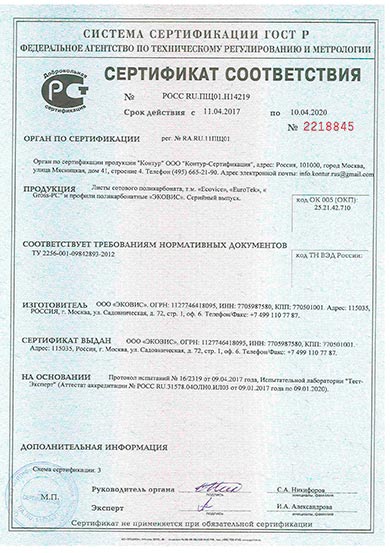 СИСТЕМА СЕРТИФИКАЦИИ ГОСТ Р
ФЕДЕРАЛЬНОЕ АГЕНТСТВО ПО ТЕХНИЧЕСКОМУ РЕГУЛИРОВАНИЮ И МЕТРОЛОГИИ
Добровольная
РСТ
сертификация
СЕРТИФИКАТ СООТВЕТСТВИЯ
№ РОСС RU.ПЩ01.Н14219
Срок действия с 11.04.2017 по 10.04.2020
№ 2218845
ОРГАН ПО СЕРТИФИКАЦИИ рег. № RA.RU.11ПЩ01
Орган по сертификации продукции "Контур" ООО "Контур-Сертификация", адрес: Россия, 101000, город Москва,
улица Мясницкая, дом 41, строение 4. Телефон (495) 665-21-90. Адрес электронной почты info.kontur.rus@gmail.com
ПРОДУКЦИЯ Листы сотового поликарбоната, т.м. «Ecovice», «EuroTek», «
Gross-PC" и профили поликарбонатные "ЭКОВИС". Серийный выпуск.
код ОК 005 (ОКП):
25.21.42.710
СООТВЕТСТВУЕТ ТРЕБОВАНИЯМ НОРМАТИВНЫХ ДОКУМЕНТОВ
ТУ 2256-001-09842893-2012
код ТН ВЭД России:
ИЗГОТОВИТЕЛЬ ООО «ЭКОВИС». ОГРН: 1127746418095, ИНН: 7705987580, КПП: 770501001. Адрес: 115035,
РОССИЯ, г. Москва ул. Садовническая, д. 72, стр. 1, оф. 6. Телефон/Факс: +7 499 110 77 87.
СЕРТИФИКАТ ВЫДАН ООО «ЭКОВИС», ОГРН: 1127746418095, ИНН: 7705987580, КПП: 770501001.
Адрес: 115035, Россия, г. Москва, ул. Садовническая, д. 72, стр. 1, оф. 6. Телефон/Факс: +7 499 110 77 87.
НА ОСНОВАНИИ Протокол испытаний № 16/2319 от 09.04.2017 года, Испытательной лаборатории "Тест-
Эксперт" (Аттестат аккредитации № РОСС RU.31578.04ОЛН0.ИЛ03 от 09.01.2017 года по 09.01.2020).
ДОПОЛНИТЕЛЬНАЯ ИНФОРМАЦИЯ
Схема сертификации: 3
М.П.
Руководитель органа
подпись
С.А. Никифоров
инициалы, фамилия
Эксперт
подпись
И.А. Александрова
инициалы, фамилия
Сертификат не применяется при обязательной сертификации